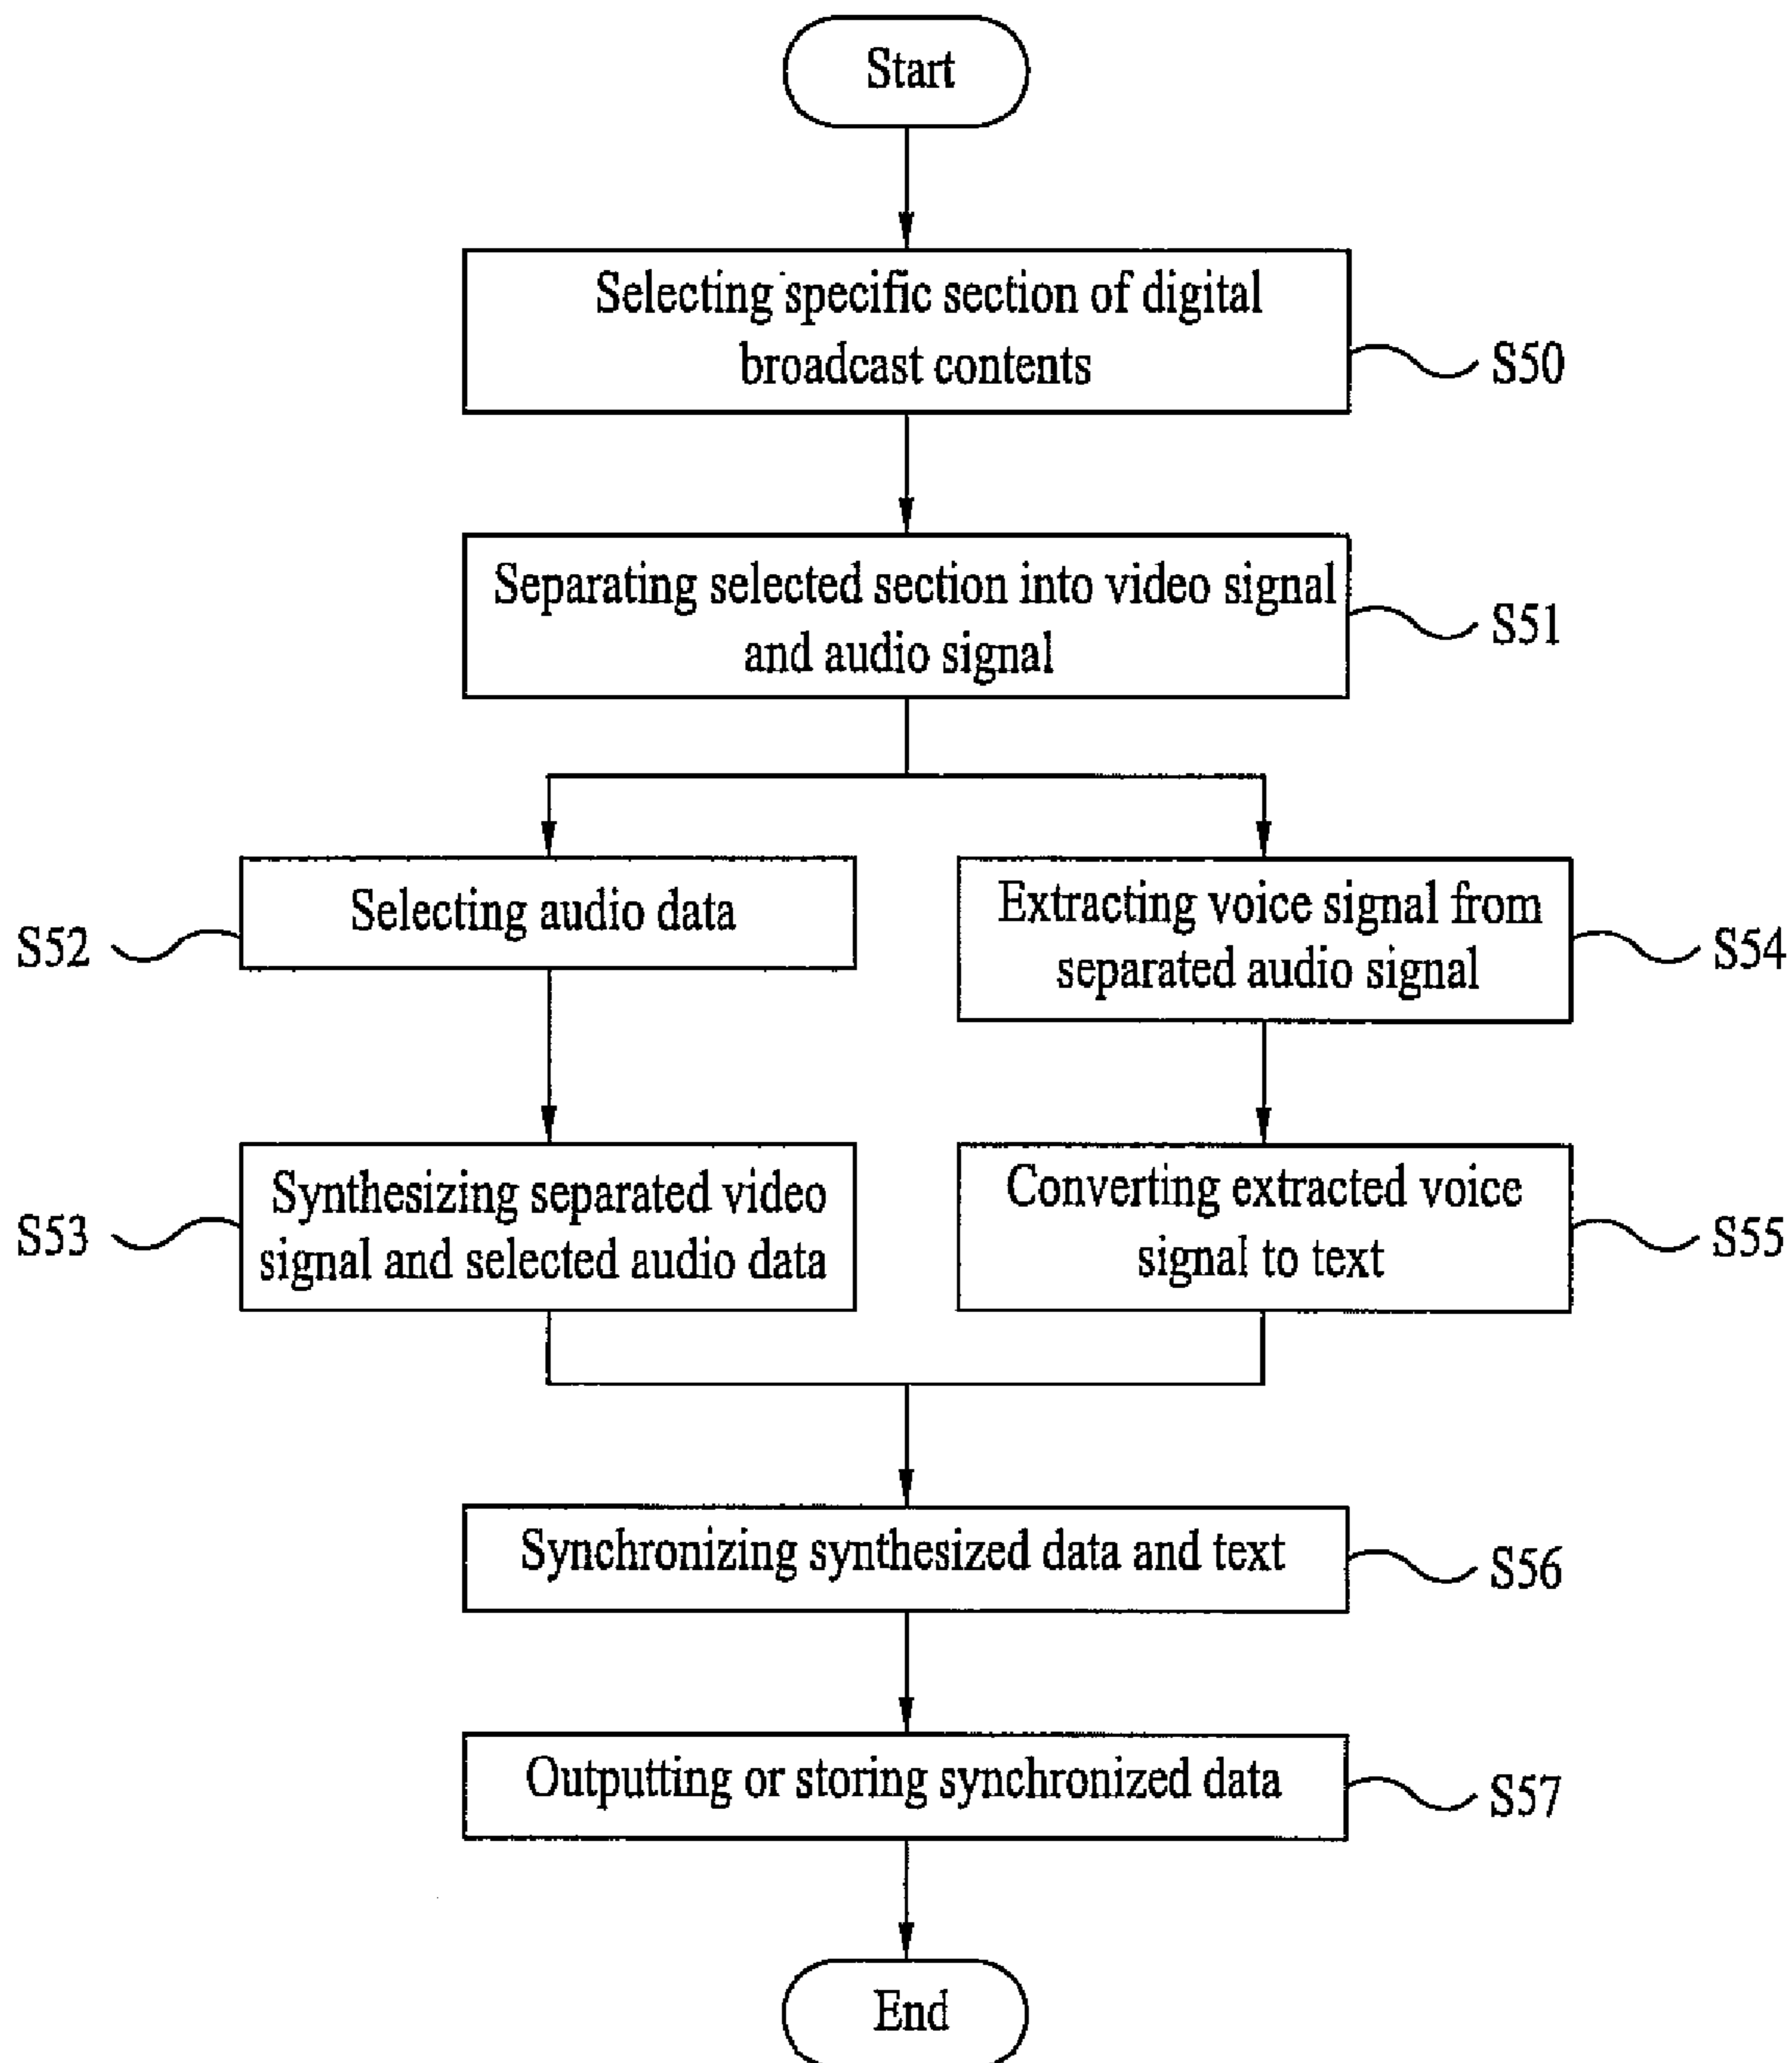 Start
Selecting specific section of digital
broadcast contents
S50
Separating selected section into video signal
and audio signal
S51
Selecting audio data
S52
Extracting voice signal from
separated audio signal
S54
Synthesizing separated video
signal and selected audio data
S53
Converting extracted voice
signal to text
S55
Synchronizing synthesized data and text
S56
Outputting or storing synchronized data
S57
End